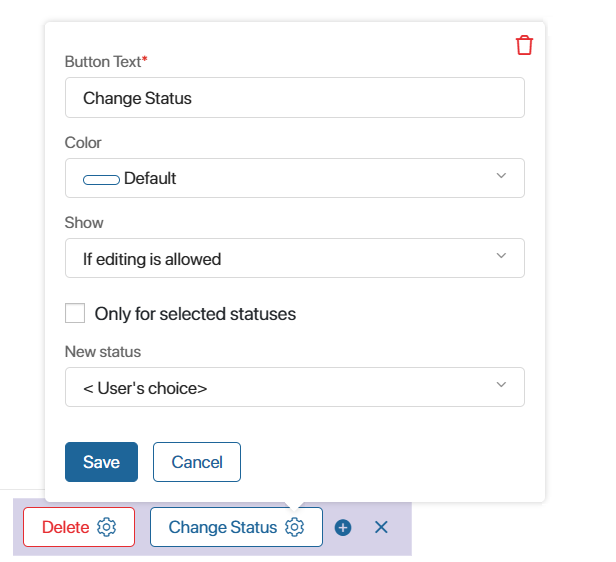 Button Text*
Change Status
Color
Default
Show
If editing is allowed
Only for selected statuses
New status
< User's choice>
Save Cancel
Delete Change Status